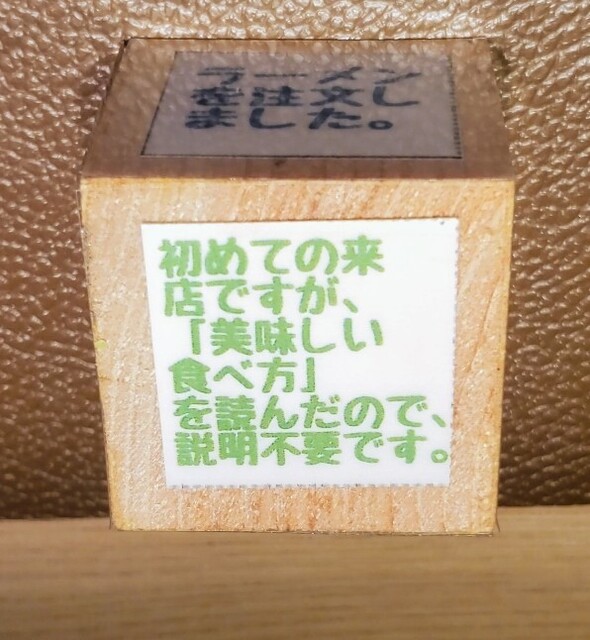 ラーメン
を注文し
ました。
初めての来
店ですが、
「美味しい
食べ方」
を読んだので、
説明不要です。